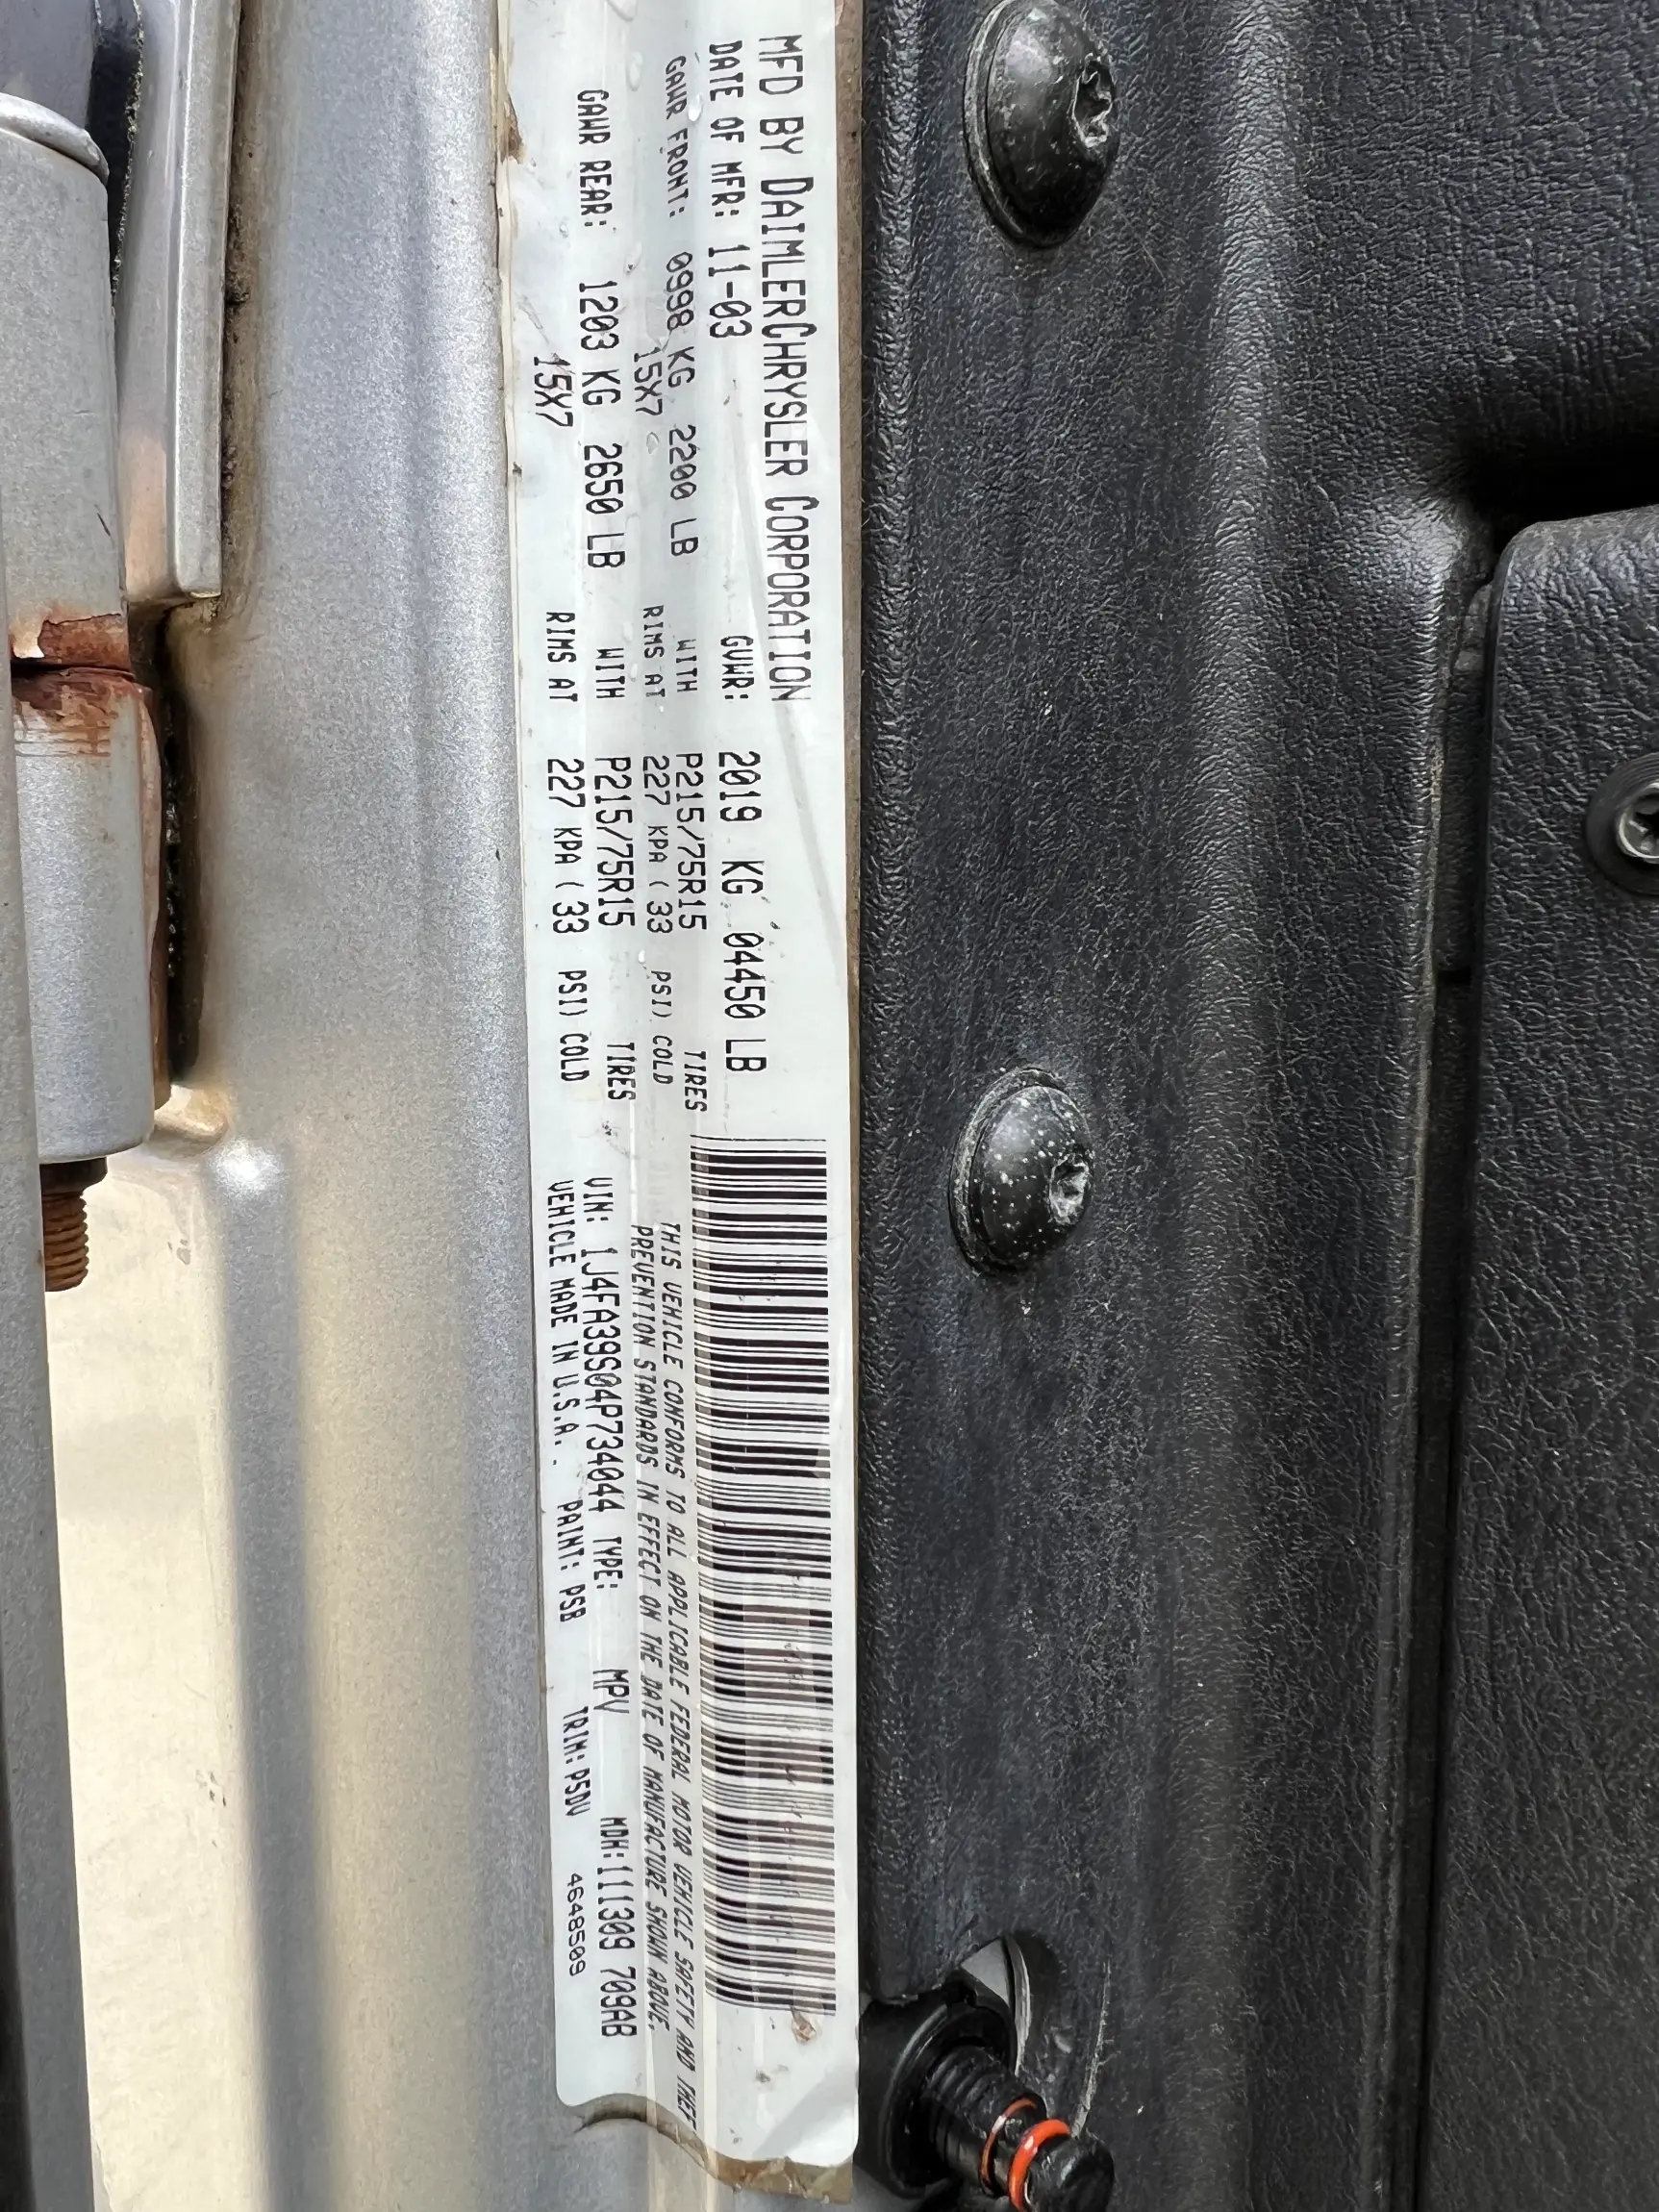 MFD BY DAIMLERCHRYSLER CORPORATION
DATE OF MFR: 11-03 GVWR: 2019 KG 04450 LB
GAWR FRONT: 0998 KG 2200 LB WITH P215/75R15 TIRES
15X7 RIMS AT 227 KPA ( 33 PSI) COLD
GAWR REAR: 1203 KG 2650 LB WITH P215/75R15 TIRES
15X7 RIMS AT 227 KPA ( 33 PSI) COLD
THIS VEHICLE CONFORMS TO ALL APPLICABLE FEDERAL MOTOR VEHICLE SAFETY AND THEFT
PREVENTION STANDARDS IN EFFECT ON THE DATE OF MANUFACTURE SHOWN ABOVE.
VIN: 1J4FA39S04P734044 TYPE: MPV MDH:111309 709AB
VEHICLE MADE IN U.S.A. PAINT: PSB TRIM:P5DV 4648509